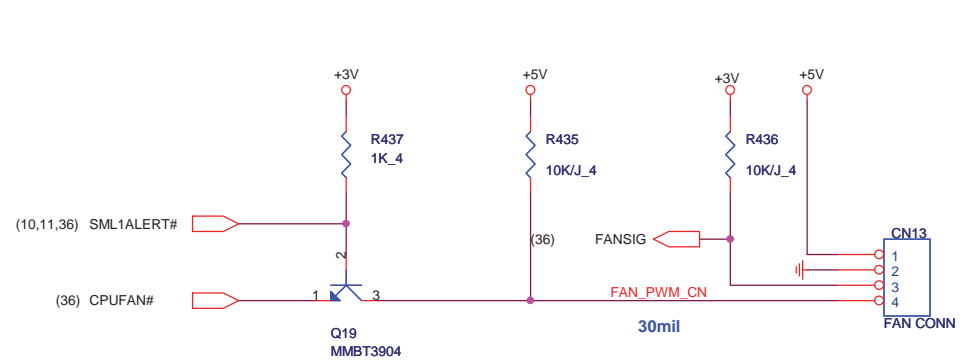 +3V
+5V
+3V
+5V
R437
1K_4
R435
10K/J_4
R436
10K/J_4
(10,11,36) SML1ALERT#
(36)
FANSIG
CN13
2
1
2
3
4
(36) CPUFAN#
1
3
FAN_PWM_CN
30mil
FAN CONN
Q19
MMBT3904